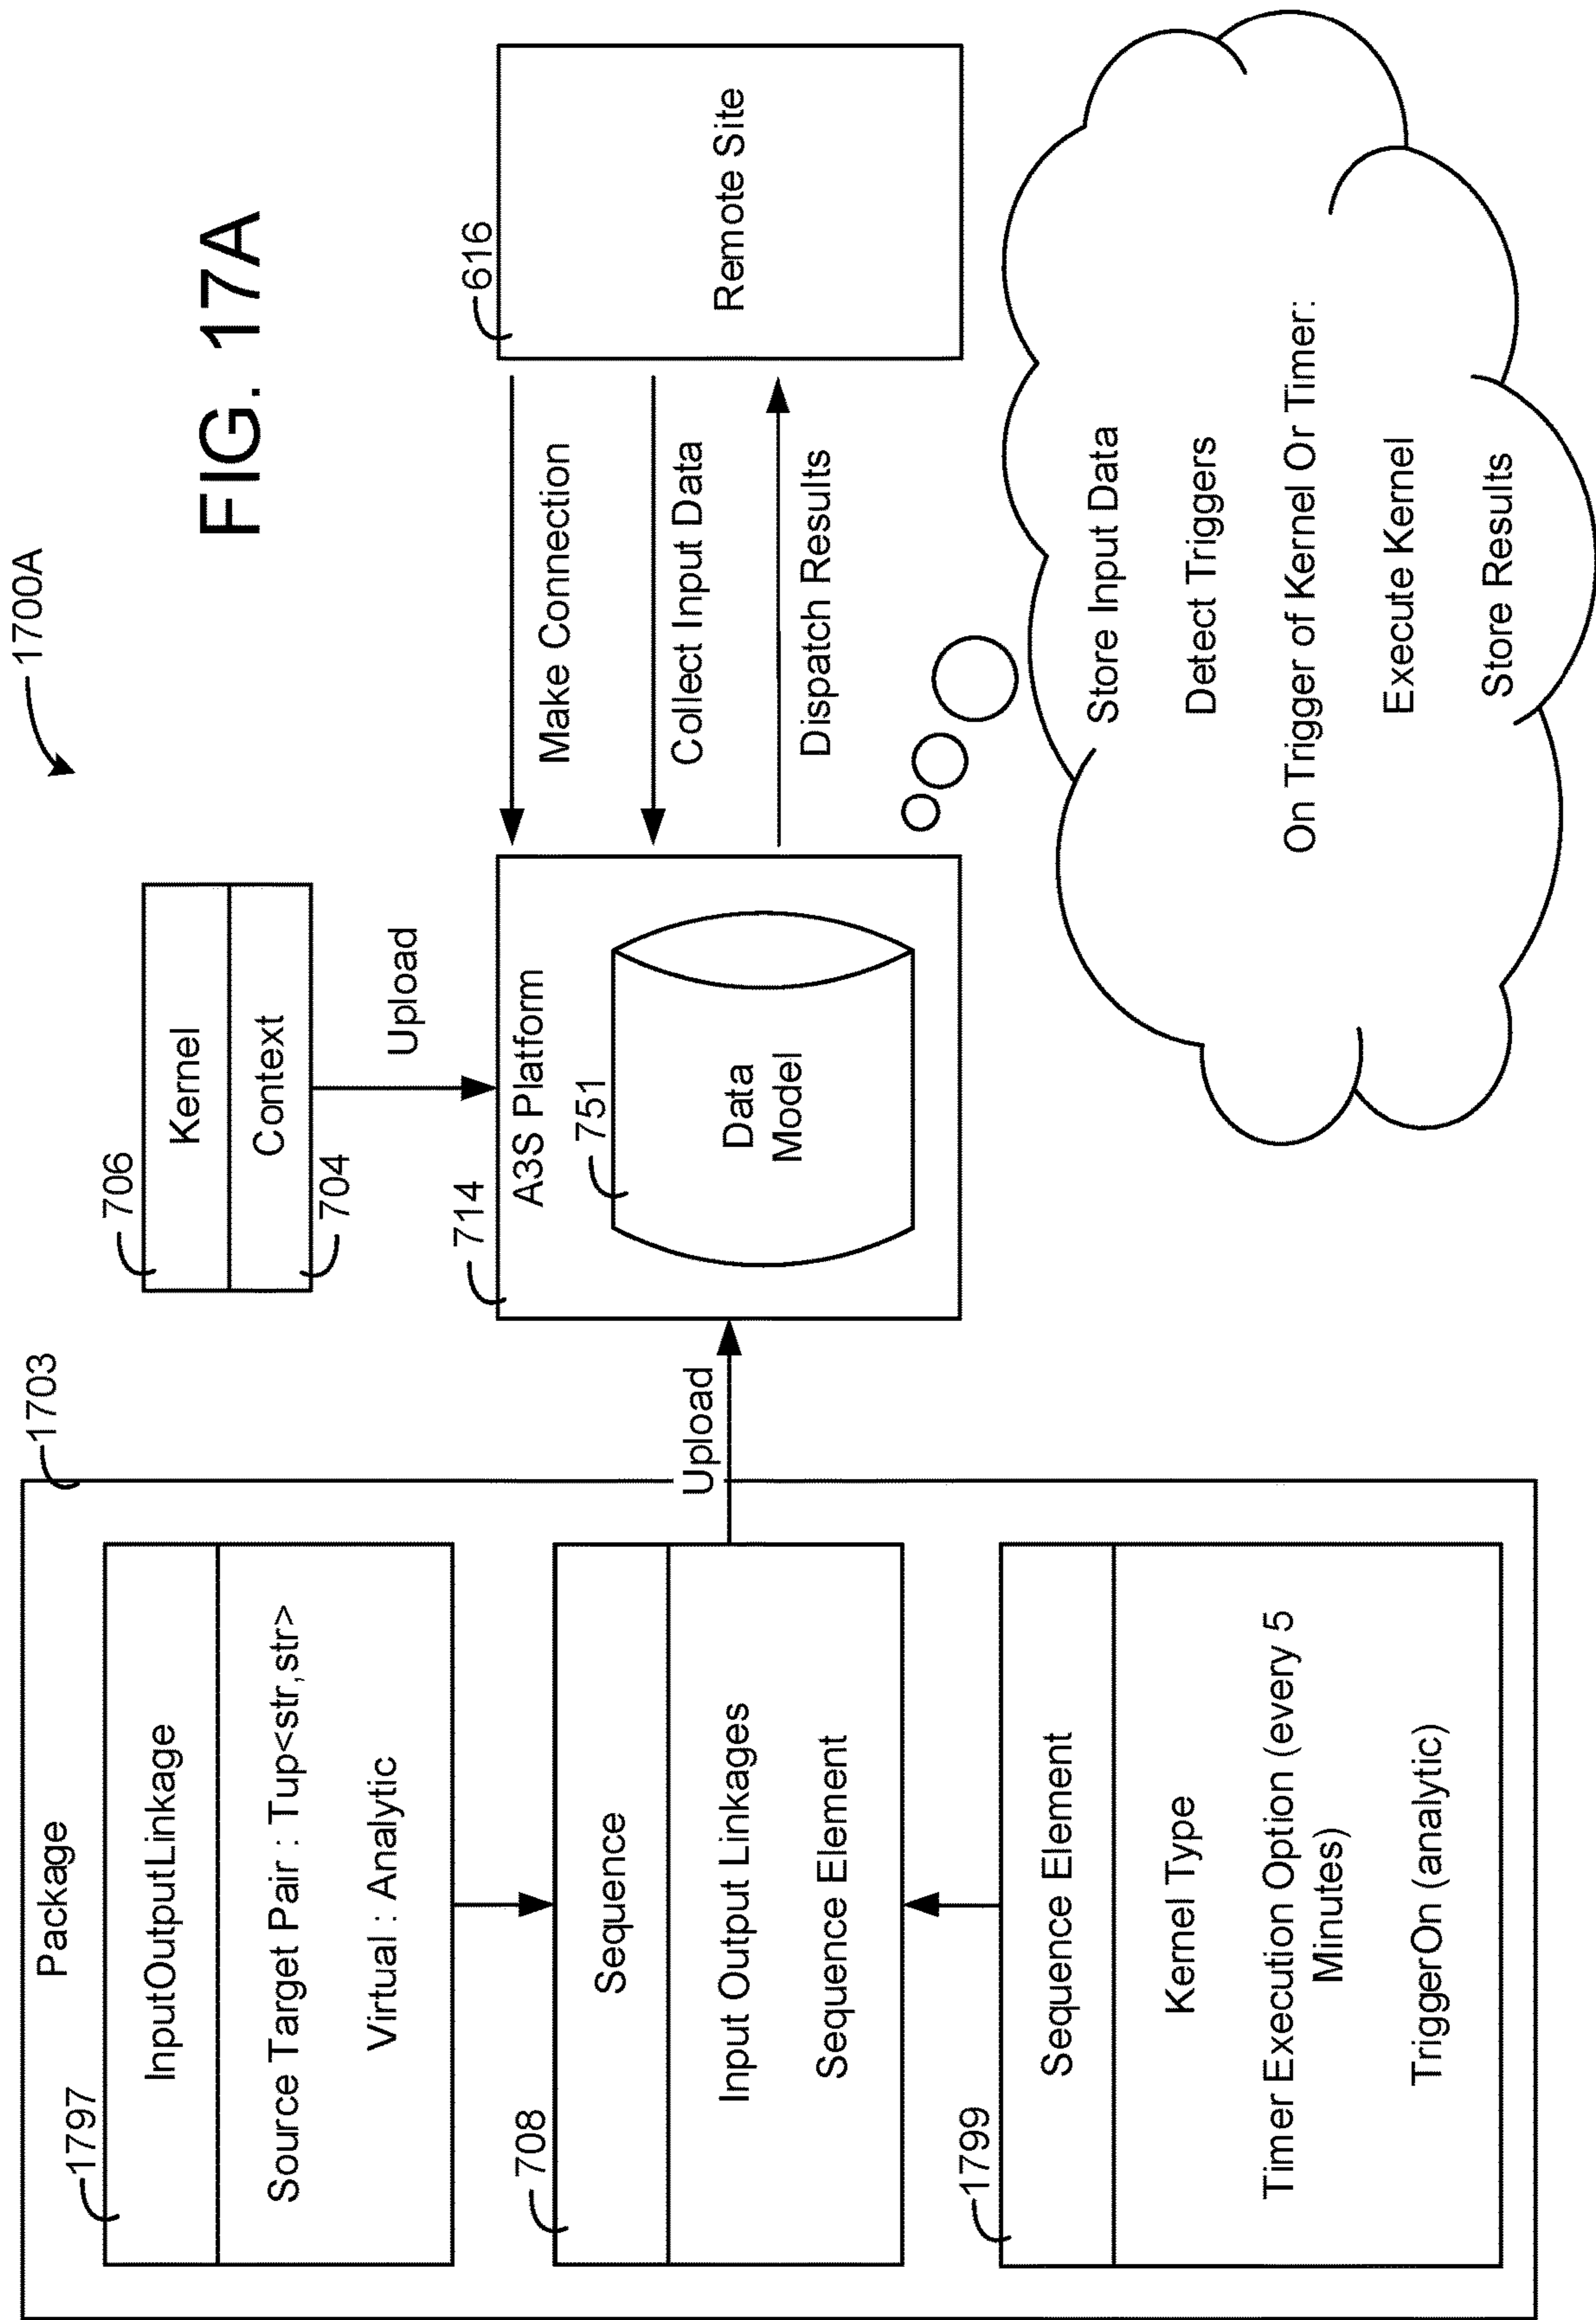 1700A
FIG. 17A
Package
1703
1797
InputOutputLinkage
Source Target Pair : Tup<str,str>
Virtual : Analytic
708
Sequence
Input Output Linkages
Sequence Element
1799
Sequence Element
Kernel Type
Timer Execution Option (every 5
Minutes)
TriggerOn (analytic)
Upload
706
Kernel
Context
704
Upload
714
A3S Platform
751
Data
Model
Make Connection
Collect Input Data
Dispatch Results
616
Remote Site
Store Input Data
Detect Triggers
On Trigger of Kernel Or Timer:
Execute Kernel
Store Results